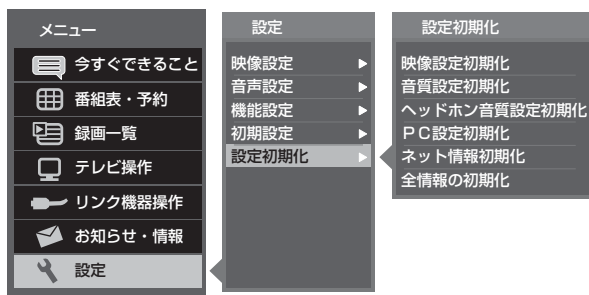 メニュー
今すぐできること
番組表・予約
録画一覧
テレビ操作
リンク機器操作
お知らせ・情報
設定
設定
映像設定
音声設定
機能設定
初期設定
設定初期化
設定初期化
映像設定初期化
音質設定初期化
ヘッドホン音質設定初期化
ＰＣ設定初期化
ネット情報初期化
全情報の初期化